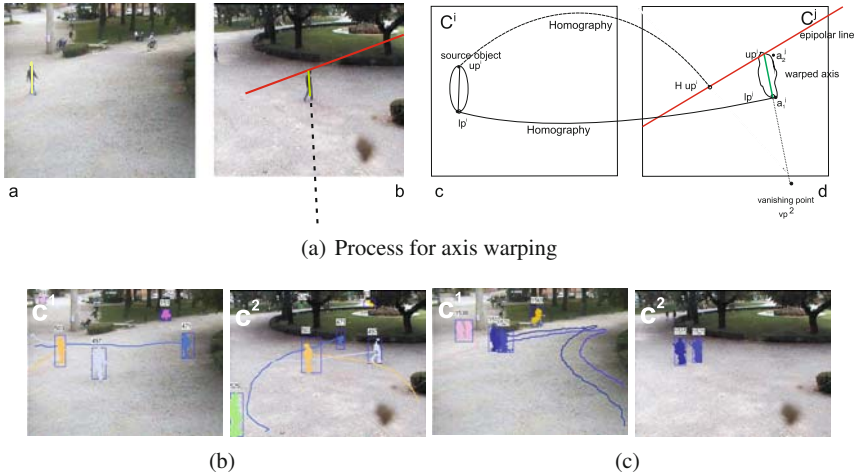 C^i
C^j
Homography
epipolar line
source object
up^i
up^j
a_2^j
warped axis
H up^i
lp^j
a_1^j
lp^i
Homography
a
b
c
d
vanishing point
vp^2
(a) Process for axis warping
C^1
C^2
C^1
C^2
(b)
(c)